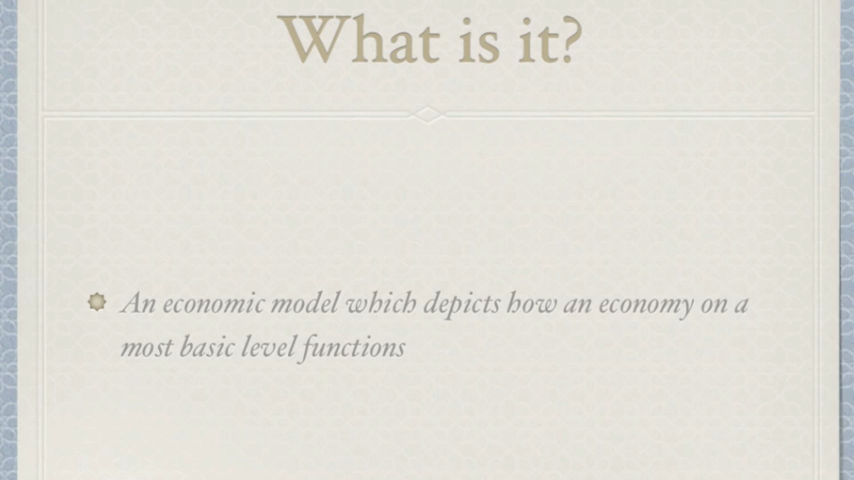 What is it?
An economic model which depicts how an economy on a
most basic level functions